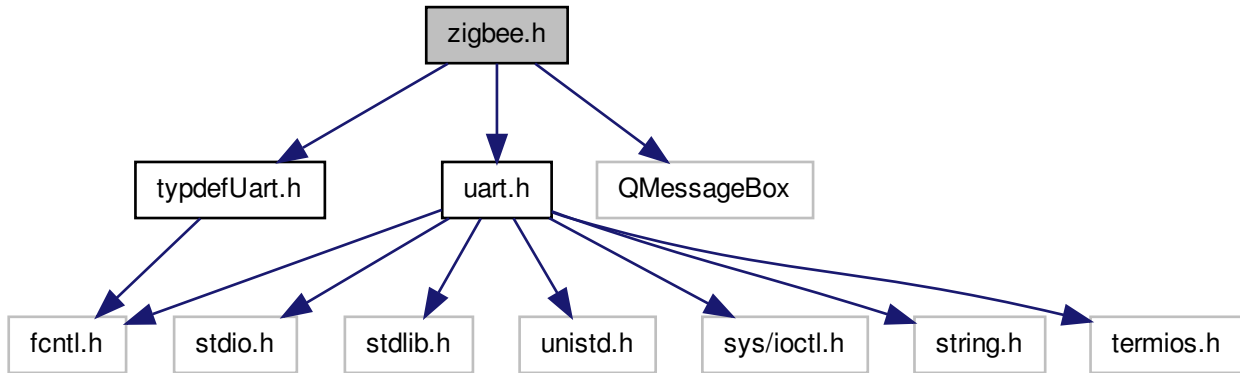 zigbee.h
typdefUart.h
uart.h
QMessageBox
fcntl.h
stdio.h
stdlib.h
unistd.h
sys/ioctl.h
string.h
termios.h